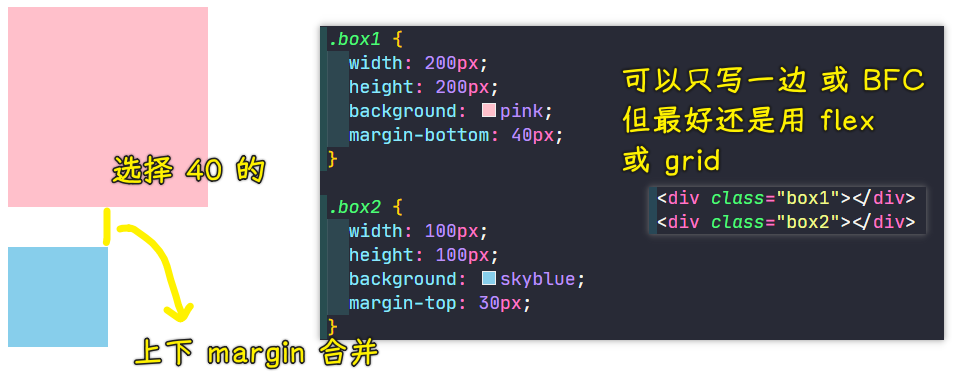 .box1 {
width: 200px;
height: 200px;
background: pink;
margin-bottom: 40px;
}
.box2 {
width: 100px;
height: 100px;
background: skyblue;
margin-top: 30px;
}
可以只写一边 或 BFC
但最好还是用 flex
或 grid
<div class="box1"></div>
<div class="box2"></div>
选择 40 的
上下 margin 合并